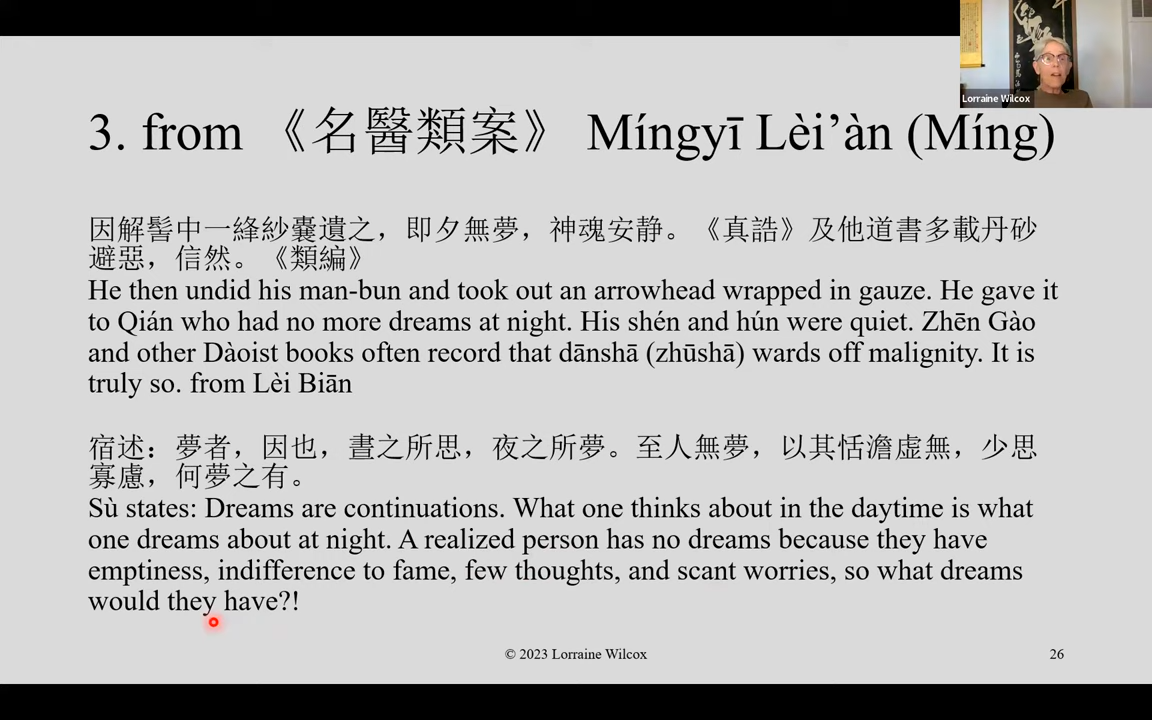 Lorraine Wilcox
3. from 《名醫類案》 Míngyī Lèi’àn (Míng)
因解髻中一絳紗囊遺之，即夕無夢，神魂安静。《真誥》及他道書多載丹砂
避惡，信然。《類編》
He then undid his man-bun and took out an arrowhead wrapped in gauze. He gave it
to Qián who had no more dreams at night. His shén and hún were quiet. Zhēn Gào
and other Dàoist books often record that dānshā (zhūshā) wards off malignity. It is
truly so. from Lèi Biān
宿述：夢者，因也，晝之所思，夜之所夢。至人無夢，以其恬澹虛無，少思
寡慮，何夢之有。
Sù states: Dreams are continuations. What one thinks about in the daytime is what
one dreams about at night. A realized person has no dreams because they have
emptiness, indifference to fame, few thoughts, and scant worries, so what dreams
would they have?!
© 2023 Lorraine Wilcox
26